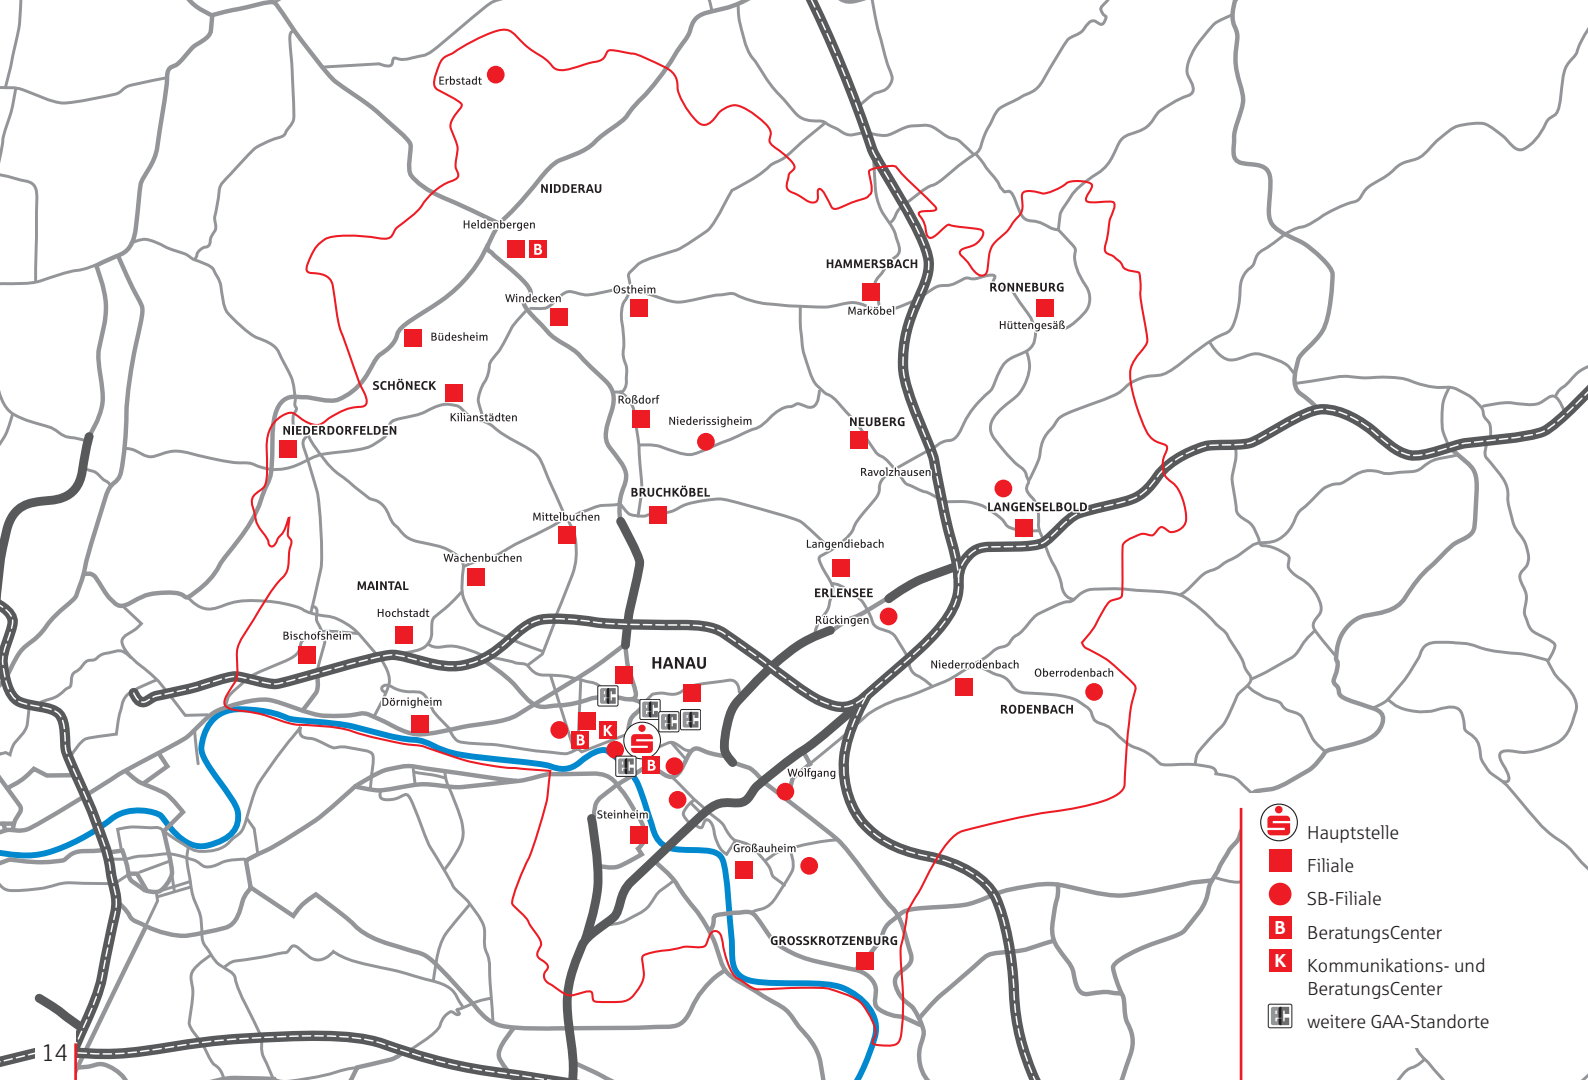 Erbstadt
NIDDERAU
Heldenbergen
B
HAMMERSBACH
Windecken
Ostheim
Marköbel
RONNEBURG
Hüttengesäß
Büdesheim
SCHÖNECK
Kilianstädten
Roßdorf
Niederissigheim
NEUBERG
NIEDERDORFELDEN
Ravolzhausen
BRUCHKÖBEL
LANGENSELBOLD
Mittelbuchen
Langendiebach
Wachenbuchen
MAINTAL
ERLENSEE
Hochstadt
Rückingen
Bischofsheim
HANAU
Niederrodenbach
Oberrodenbach
Dörnigheim
RODENBACH
K
B
B
Wolfgang
Steinheim
Großauheim
GROSSKROTZENBURG
Hauptstelle
Filiale
SB-Filiale
B BeratungsCenter
K Kommunikations- und
BeratungsCenter
weitere GAA-Standorte
14